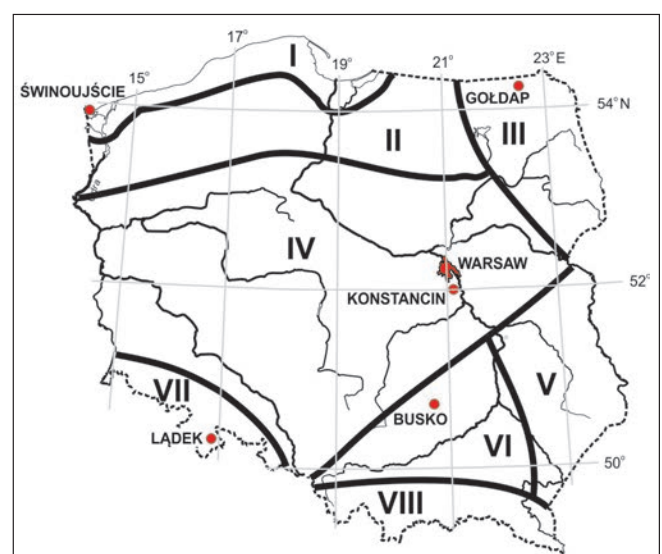 I
17°
19°
21°
23°E
ŚWINOUJŚCIE
15°
GOŁDAP
54°N
II
III
Odra
IV
WARSAW
52°
KONSTANCIN
VII
V
BUSKO
LĄDEK
VI
50°
VIII